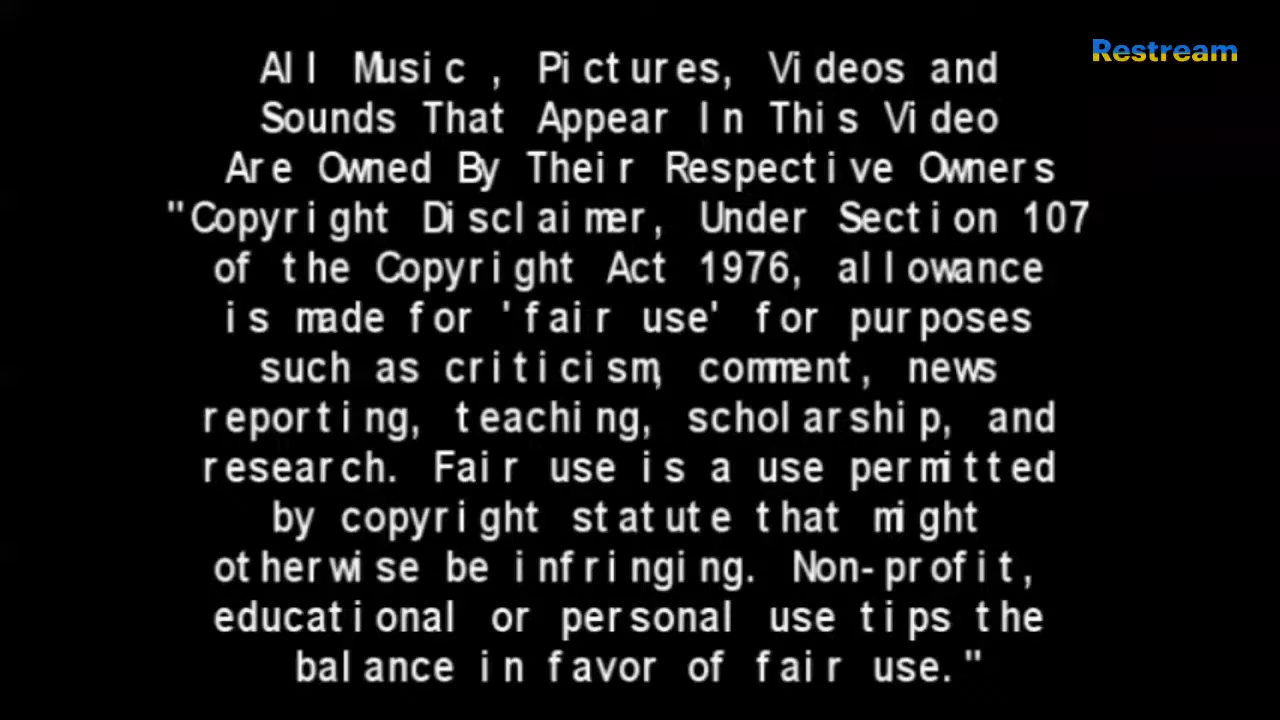 Restream
All Music , Pictures, Videos and
Sounds That Appear In This Video
Are Owned By Their Respective Owners
"Copyright Disclaimer, Under Section 107
of the Copyright Act 1976, allowance
is made for 'fair use' for purposes
such as criticism, comment, news
reporting, teaching, scholarship, and
research. Fair use is a use permitted
by copyright statute that might
otherwise be infringing. Non-profit,
educational or personal use tips the
balance in favor of fair use."